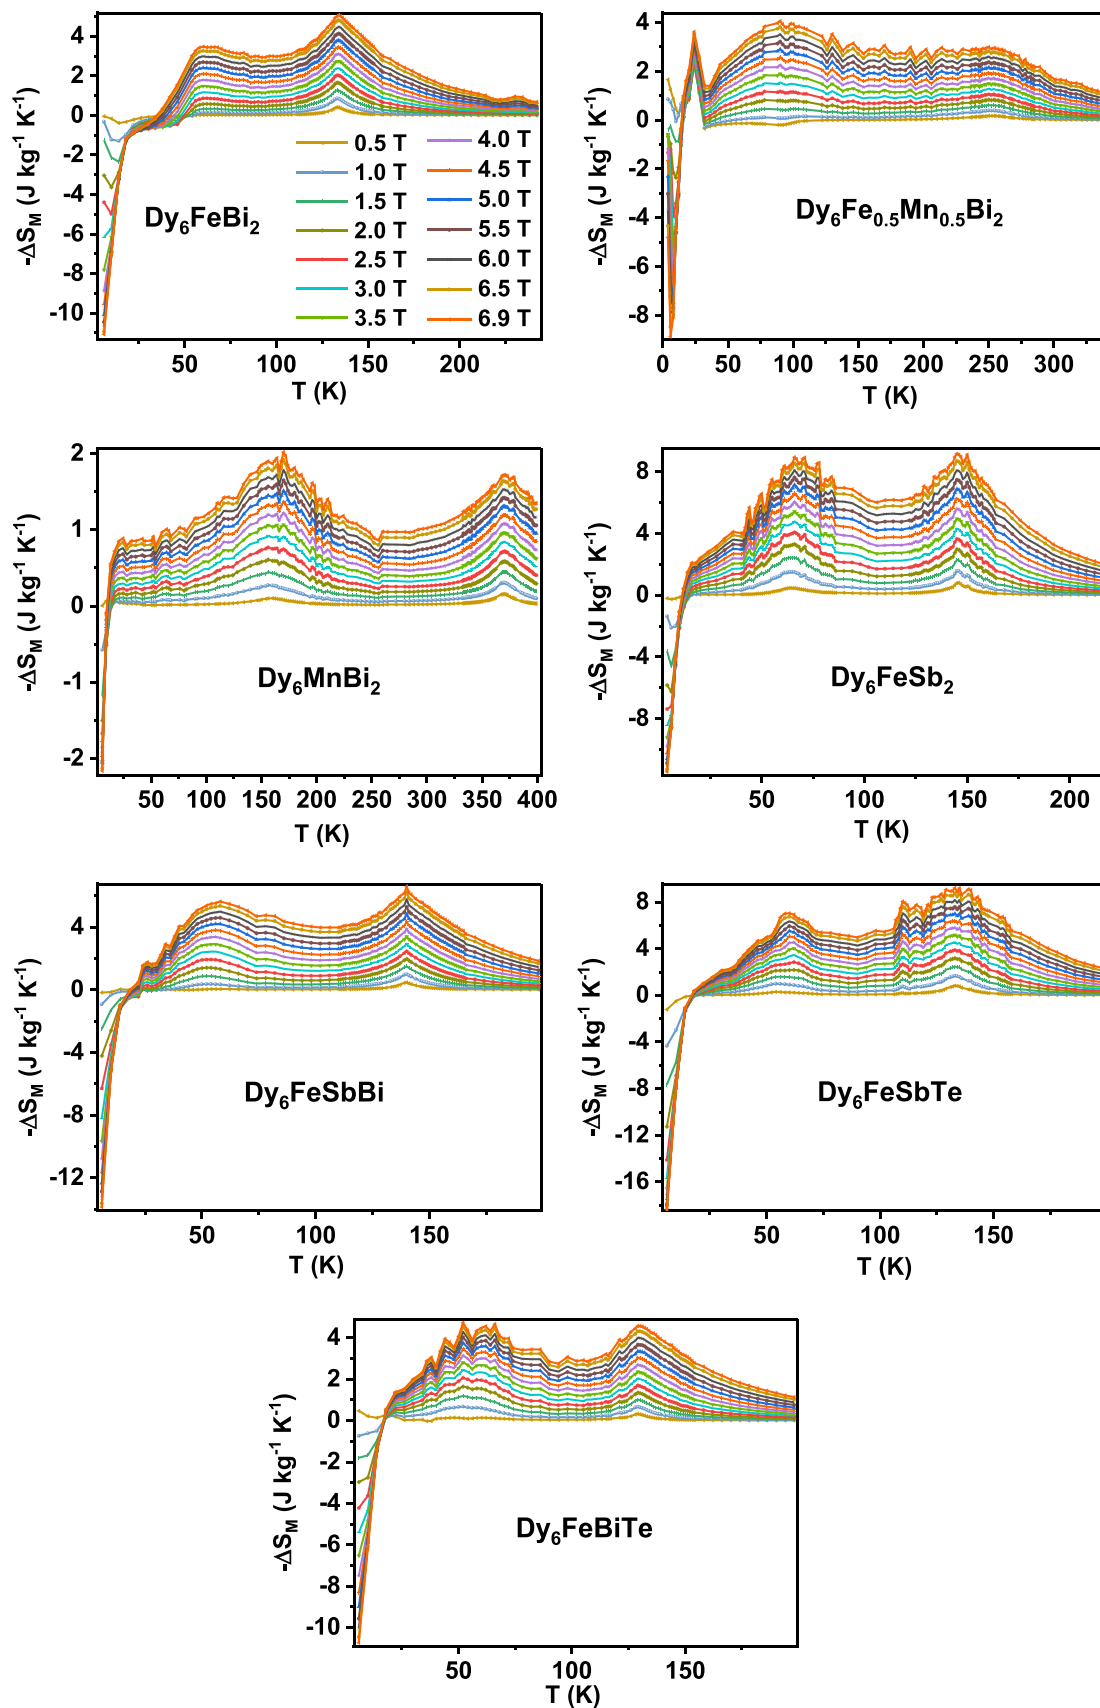 4
2
0
-2
-4
-6
-8
-10
-ΔS_M (J kg⁻¹ K⁻¹)
50 100 150 200
T (K)
Dy₆FeBi₂
0.5 T
1.0 T
1.5 T
2.0 T
2.5 T
3.0 T
3.5 T
4.0 T
4.5 T
5.0 T
5.5 T
6.0 T
6.5 T
6.9 T
4
2
0
-2
-4
-6
-8
-ΔS_M (J kg⁻¹ K⁻¹)
0 50 100 150 200 250 300
T (K)
Dy₆Fe₀.₅Mn₀.₅Bi₂
2
1
0
-1
-2
-ΔS_M (J kg⁻¹ K⁻¹)
50 100 150 200 250 300 350 400
T (K)
Dy₆MnBi₂
8
4
0
-4
-8
-ΔS_M (J kg⁻¹ K⁻¹)
50 100 150 200
T (K)
Dy₆FeSb₂
4
0
-4
-8
-12
-ΔS_M (J kg⁻¹ K⁻¹)
50 100 150
T (K)
Dy₆FeSbBi
8
4
0
-4
-8
-12
-16
-ΔS_M (J kg⁻¹ K⁻¹)
50 100 150
T (K)
Dy₆FeSbTe
4
2
0
-2
-4
-6
-8
-10
-ΔS_M (J kg⁻¹ K⁻¹)
50 100 150
T (K)
Dy₆FeBiTe